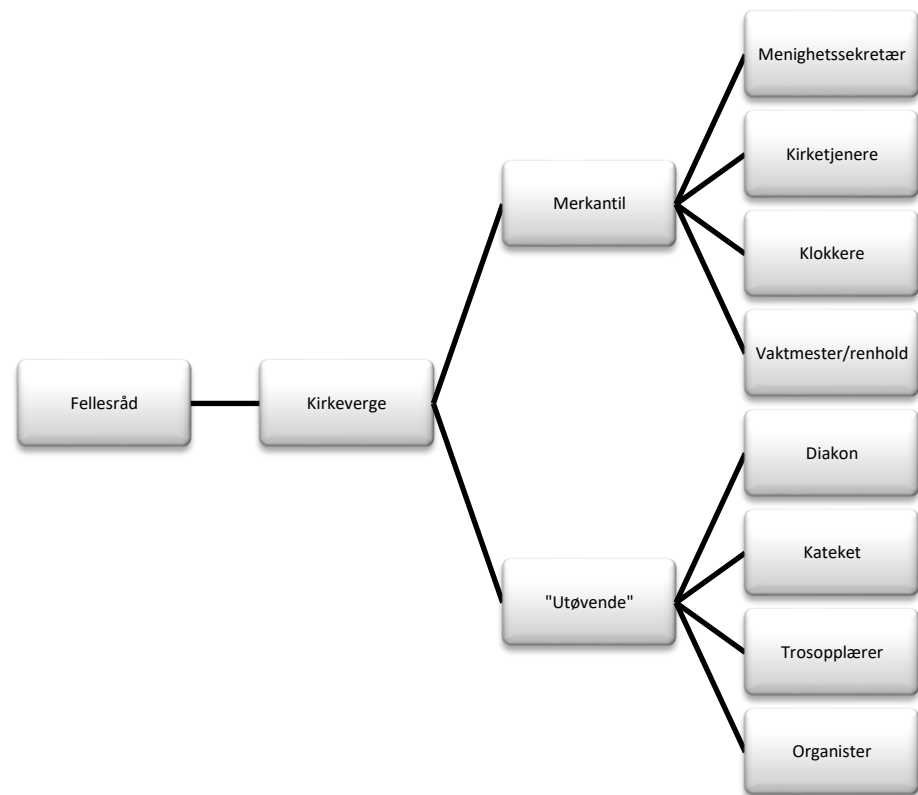 Fellesråd
Kirkeverge
Merkantil
Menighetssekretær
Kirketjenere
Klokkere
Vaktmester/renhold
"Utøvende"
Diakon
Kateket
Trosopplærer
Organister